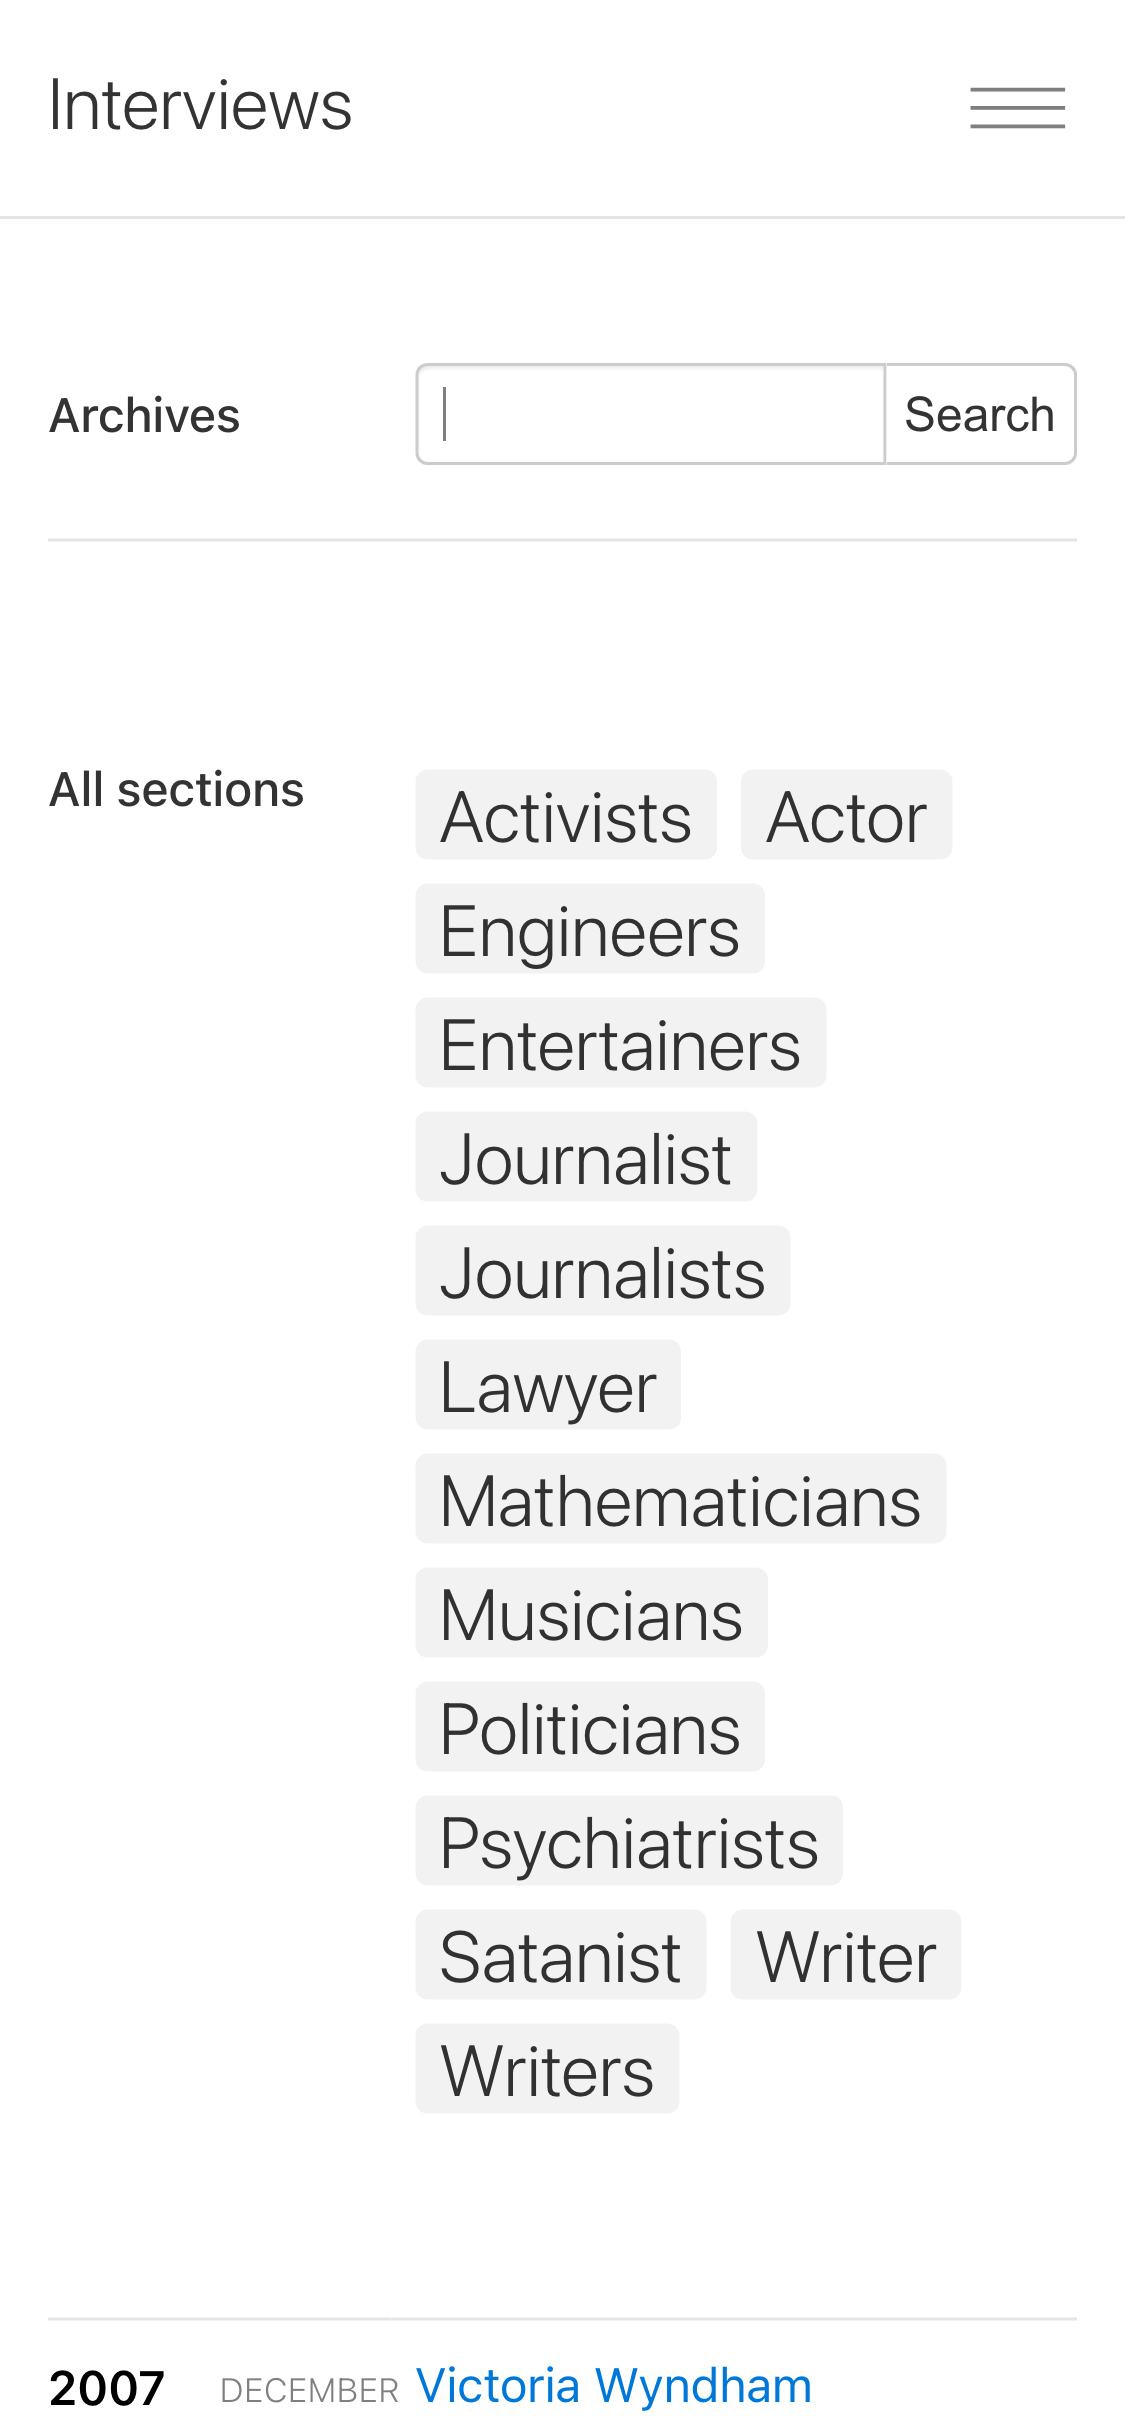 Interviews
Archives Search
All sections Activists Actor
Engineers
Entertainers
Journalist
Journalists
Lawyer
Mathematicians
Musicians
Politicians
Psychiatrists
Satanist Writer
Writers
2007 DECEMBER Victoria Wyndham